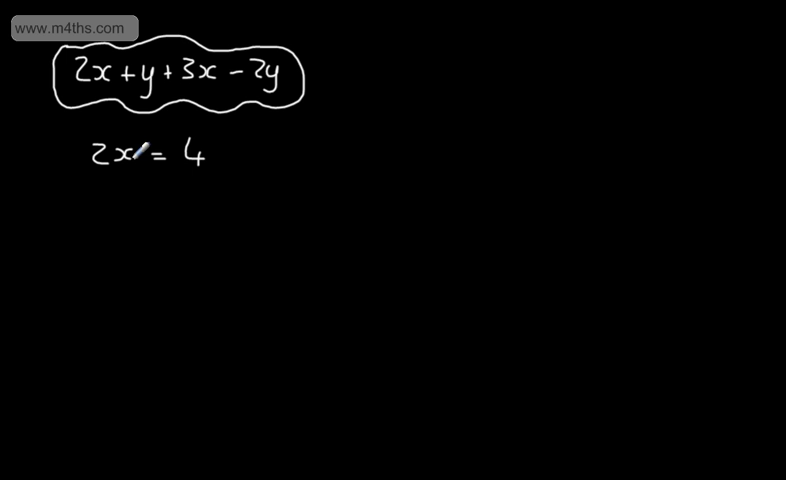 www.m4ths.com
2x + y + 3x - 2y
2x = 4